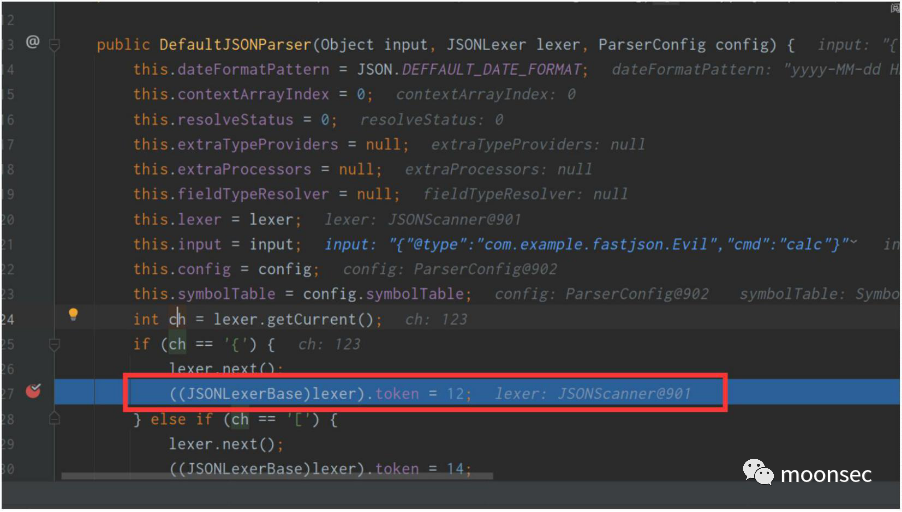 12
13 @ public DefaultJSONParser(Object input, JSONLexer lexer, ParserConfig config) { input: "{
14 this.dateFormatPattern = JSON.DEFFAULT_DATE_FORMAT; dateFormatPattern: "yyyy-MM-dd H
15 this.contextArrayIndex = 0; contextArrayIndex: 0
16 this.resolveStatus = 0; resolveStatus: 0
17 this.extraTypeProviders = null; extraTypeProviders: null
18 this.extraProcessors = null; extraProcessors: null
19 this.fieldTypeResolver = null; fieldTypeResolver: null
20 this.lexer = lexer; lexer: JSONScanner@901
21 this.input = input; input: "{"@type":"com.example.fastjson.Evil","cmd":"calc"}" in
22 this.config = config; config: ParserConfig@902
23 this.symbolTable = config.symbolTable; config: ParserConfig@902 symbolTable: Symbo
24 int ch = lexer.getCurrent(); ch: 123
25 if (ch == '{') { ch: 123
26 lexer.next();
27 ((JSONLexerBase)lexer).token = 12; lexer: JSONScanner@901
28 } else if (ch == '[') {
29 lexer.next();
30 ((JSONLexerBase)lexer).token = 14;
moonsec